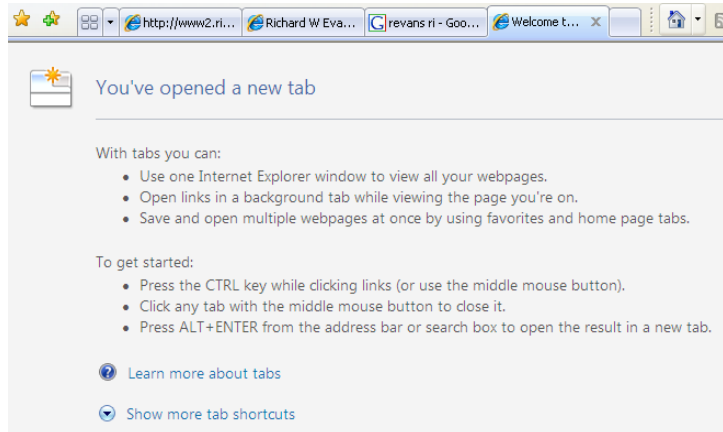 http://www2.ri...
Richard W Eva...
G revans ri - Goo...
Welcome t...
You've opened a new tab
With tabs you can:
Use one Internet Explorer window to view all your webpages.
Open links in a background tab while viewing the page you're on.
Save and open multiple webpages at once by using favorites and home page tabs.
To get started:
Press the CTRL key while clicking links (or use the middle mouse button).
Click any tab with the middle mouse button to close it.
Press ALT+ENTER from the address bar or search box to open the result in a new tab.
Learn more about tabs
Show more tab shortcuts